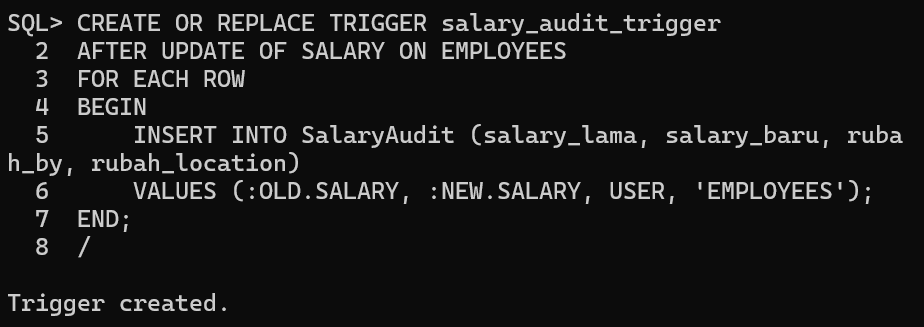 SQL> CREATE OR REPLACE TRIGGER salary_audit_trigger
  2  AFTER UPDATE OF SALARY ON EMPLOYEES
  3  FOR EACH ROW
  4  BEGIN
  5      INSERT INTO SalaryAudit (salary_lama, salary_baru, ruba
h_by, rubah_location)
  6      VALUES (:OLD.SALARY, :NEW.SALARY, USER, 'EMPLOYEES');
  7  END;
  8  /
Trigger created.